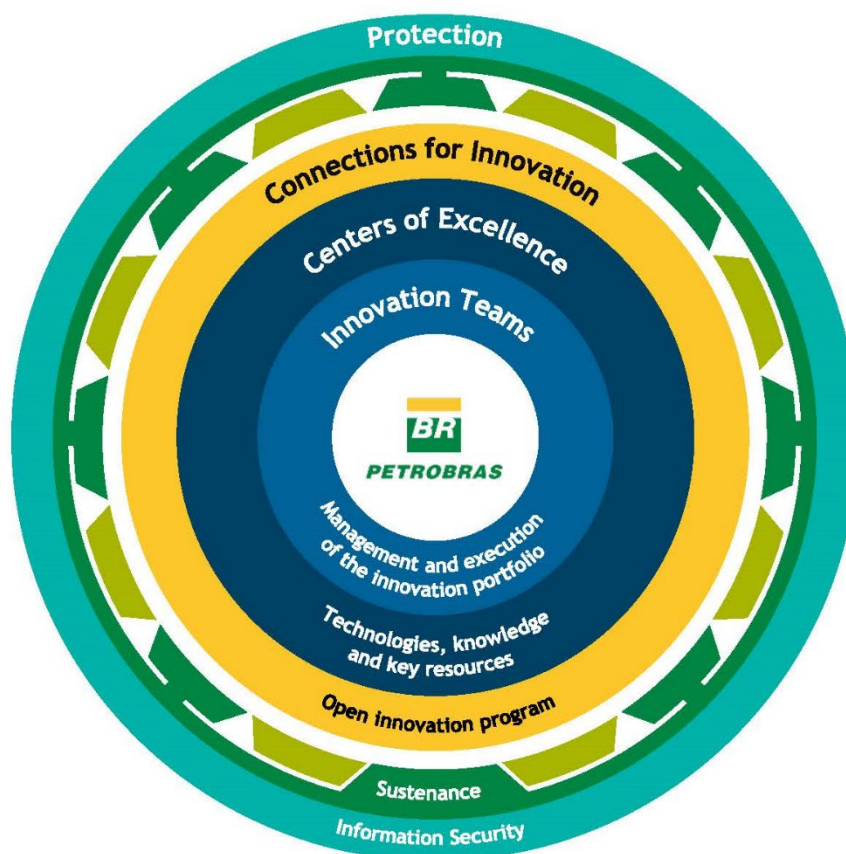 Protection
Connections for Innovation
Centers of Excellence
Innovation Teams
BR
PETROBRAS
Management and execution
of the innovation portfolio
Technologies, knowledge
and key resources
Open innovation program
Sustenance
Information Security